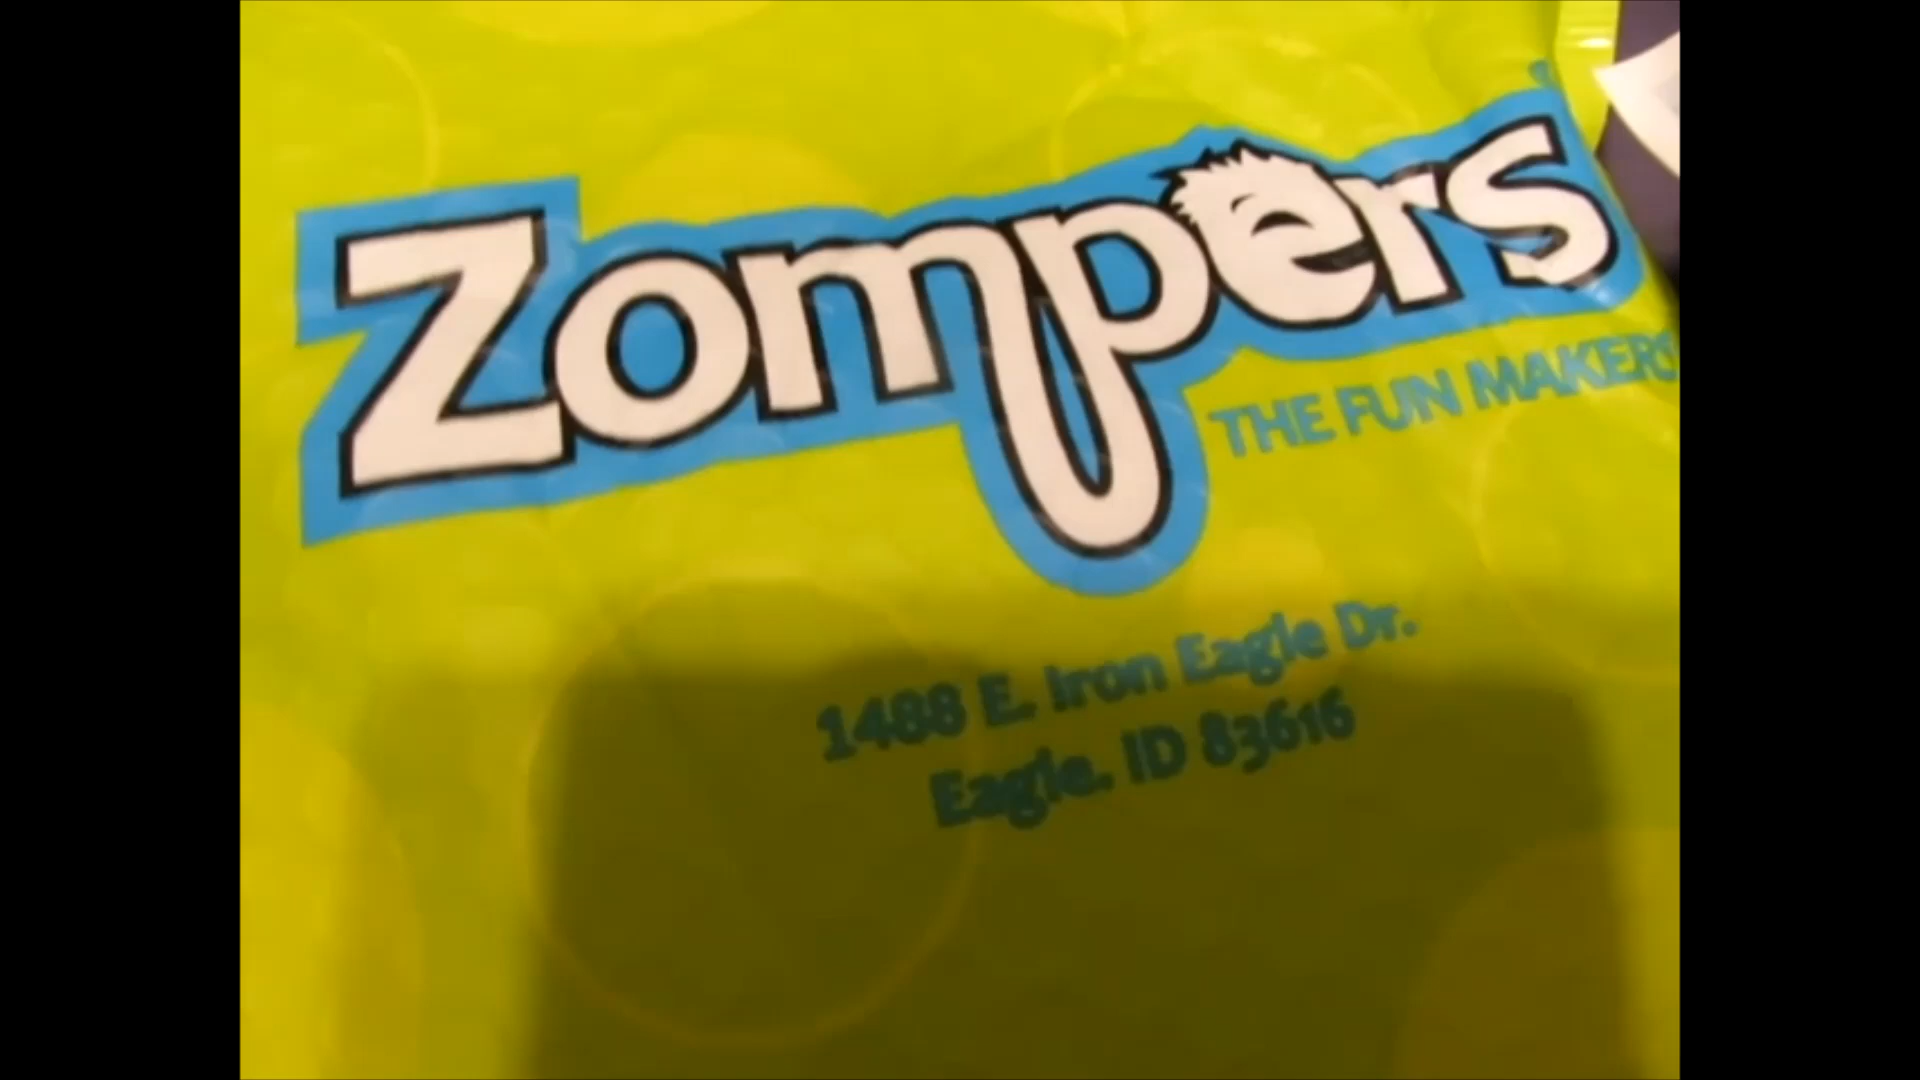 Zompers
THE FUN MAKERS
1488 E. Iron Eagle Dr.
Eagle. ID 83616